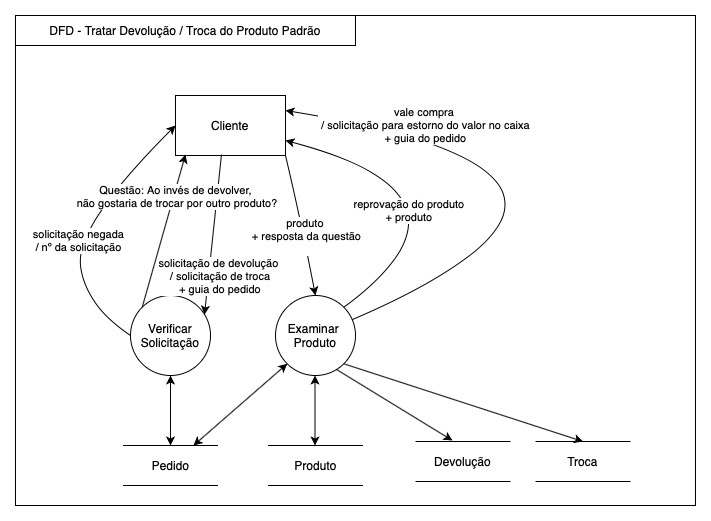 DFD - Tratar Devolução / Troca do Produto Padrão
Cliente
vale compra
/ solicitação para estorno do valor no caixa
+ guia do pedido
Questão: Ao invés de devolver,
não gostaria de trocar por outro produto?
reprovação do produto
+ produto
produto
+ resposta da questão
solicitação negada
/ nº da solicitação
solicitação de devolução
/ solicitação de troca
+ guia do pedido
Verificar
Solicitação
Examinar
Produto
Pedido
Produto
Devolução
Troca